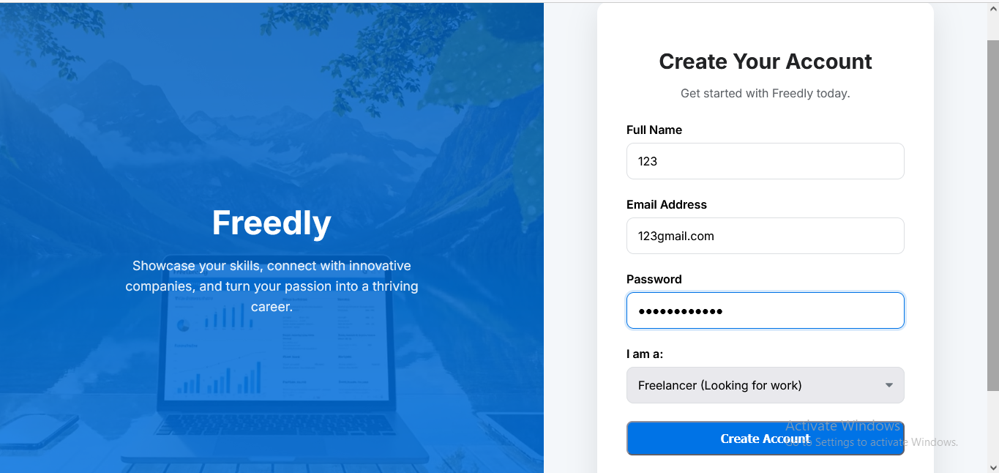 Freedly
Showcase your skills, connect with innovative
companies, and turn your passion into a thriving
career.
Create Your Account
Get started with Freedly today.
Full Name
123
Email Address
123gmail.com
Password
••••••••••••
I am a:
Freelancer (Looking for work)
Create Account
Activate Windows
Go to Settings to activate Windows.